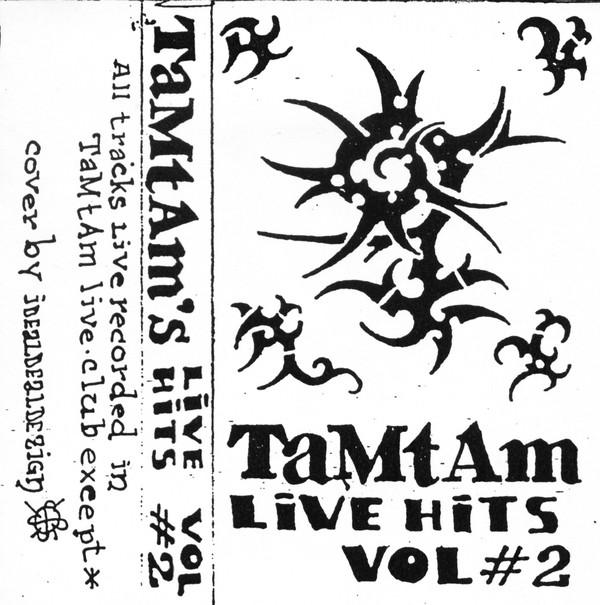 TaMtAm
LiVE HiTS
VOL #2
TaMtAm's LiVE VOL
HiTS #2
All tracks Live recorded in
TaMtAm live·club except*
cover by